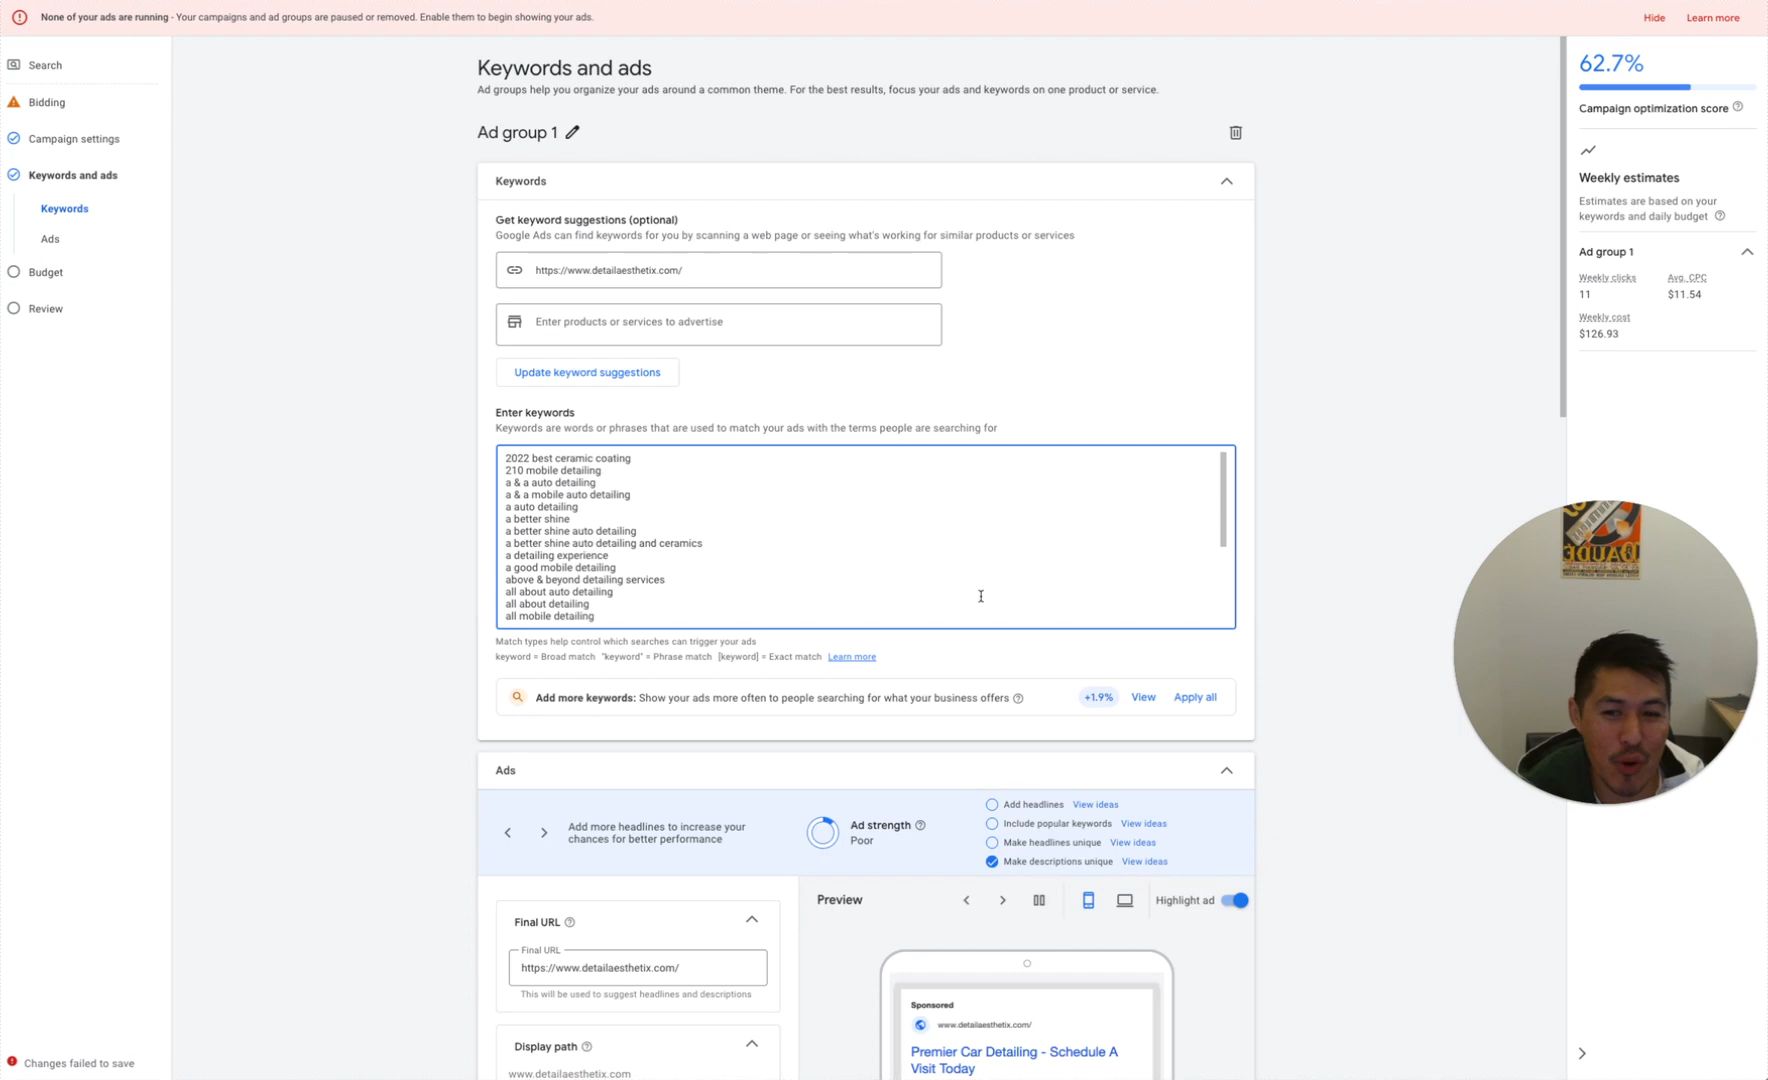 None of your ads are running - Your campaigns and ad groups are paused or removed. Enable them to begin showing your ads.
Hide
Learn more
Search
Bidding
Campaign settings
Keywords and ads
Keywords
Ads
Budget
Review
Changes failed to save
Keywords and ads
Ad groups help you organize your ads around a common theme. For the best results, focus your ads and keywords on one product or service.
Ad group 1
Keywords
Get keyword suggestions (optional)
Google Ads can find keywords for you by scanning a web page or seeing what's working for similar products or services
https://www.detailaesthetix.com/
Enter products or services to advertise
Update keyword suggestions
Enter keywords
Keywords are words or phrases that are used to match your ads with the terms people are searching for
2022 best ceramic coating
210 mobile detailing
a & a auto detailing
a & a mobile auto detailing
a auto detailing
a better shine
a better shine auto detailing
a better shine auto detailing and ceramics
a detailing experience
a good mobile detailing
above & beyond detailing services
all about auto detailing
all about detailing
all mobile detailing
Match types help control which searches can trigger your ads
keyword = Broad match "keyword" = Phrase match [keyword] = Exact match Learn more
Add more keywords: Show your ads more often to people searching for what your business offers
+1.9%
View
Apply all
Ads
Add more headlines to increase your
chances for better performance
Ad strength
Poor
Add headlines View ideas
Include popular keywords View ideas
Make headlines unique View ideas
Make descriptions unique View ideas
Final URL
Final URL
https://www.detailaesthetix.com/
This will be used to suggest headlines and descriptions
Display path
www.detailaesthetix.com
Preview
Highlight ad
Sponsored
www.detailaesthetix.com/
Premier Car Detailing - Schedule A
Visit Today
62.7%
Campaign optimization score
Weekly estimates
Estimates are based on your
keywords and daily budget
Ad group 1
Weekly clicks
11
Avg. CPC
$11.54
Weekly cost
$126.93